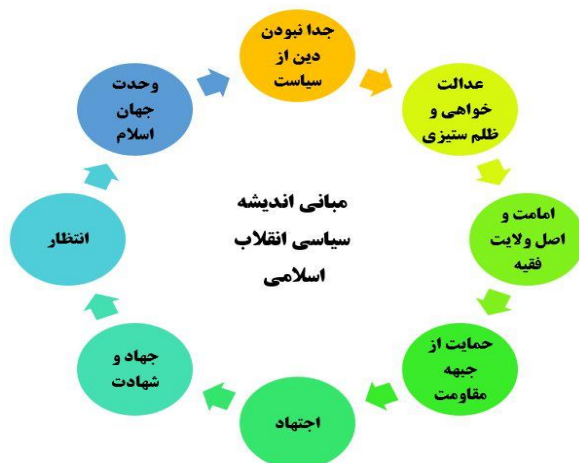 جدا نبودن
دین از
سیاست
عدالت
خواهی و
ظلم ستیزی
امامت و
اصل ولایت
فقیه
حمایت از
جبهه
مقاومت
اجتهاد
جهاد و
شهادت
انتظار
وحدت
جهان
اسلام
مبانی اندیشه
سیاسی انقلاب
اسلامی